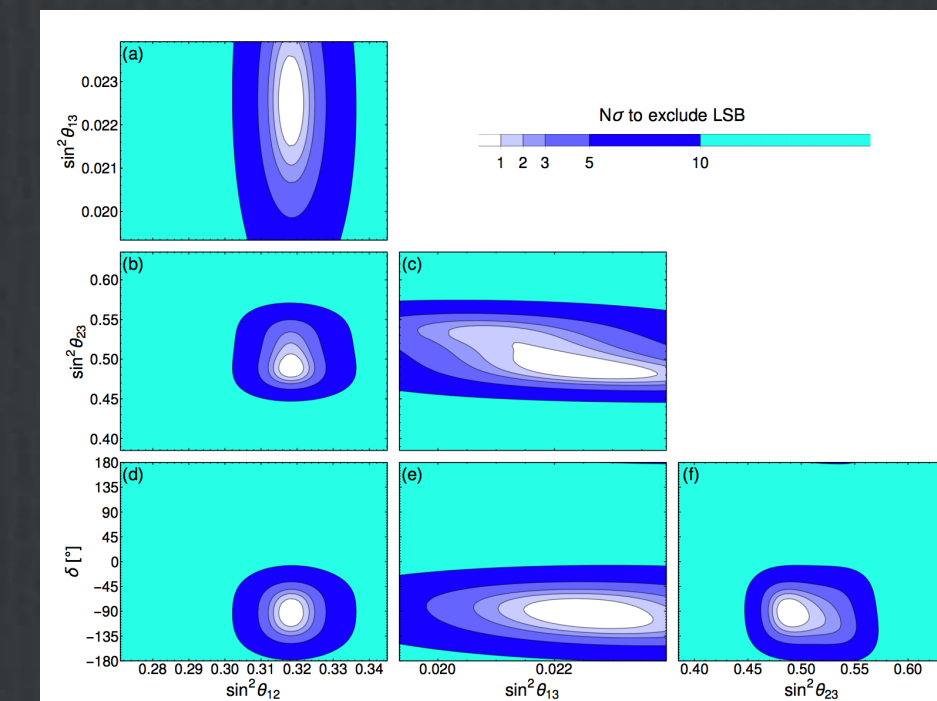 (a)
0.023
0.022
0.021
0.020
sin²θ13
Nσ to exclude LSB
1 2 3 5 10
(b)
(c)
0.60
0.55
0.50
0.45
0.40
sin²θ23
(d)
(e)
(f)
180
135
90
45
0
−45
−90
−135
−180
δ [°]
0.28 0.29 0.30 0.31 0.32 0.33 0.34
0.020 0.022
0.40 0.45 0.50 0.55 0.60
sin²θ12
sin²θ13
sin²θ23